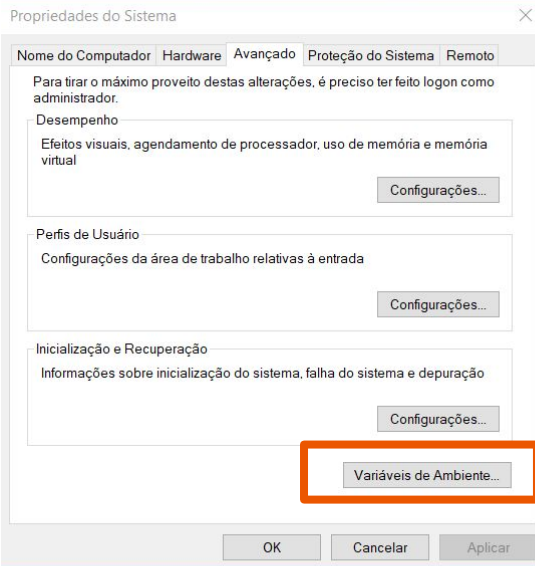 Propriedades do Sistema
Nome do Computador Hardware Avançado Proteção do Sistema Remoto
Para tirar o máximo proveito destas alterações, é preciso ter feito logon como
administrador.
Desempenho
Efeitos visuais, agendamento de processador, uso de memória e memória
virtual
Configurações...
Perfis de Usuário
Configurações da área de trabalho relativas à entrada
Configurações...
Inicialização e Recuperação
Informações sobre inicialização do sistema, falha do sistema e depuração
Configurações...
Variáveis de Ambiente...
OK Cancelar Aplicar